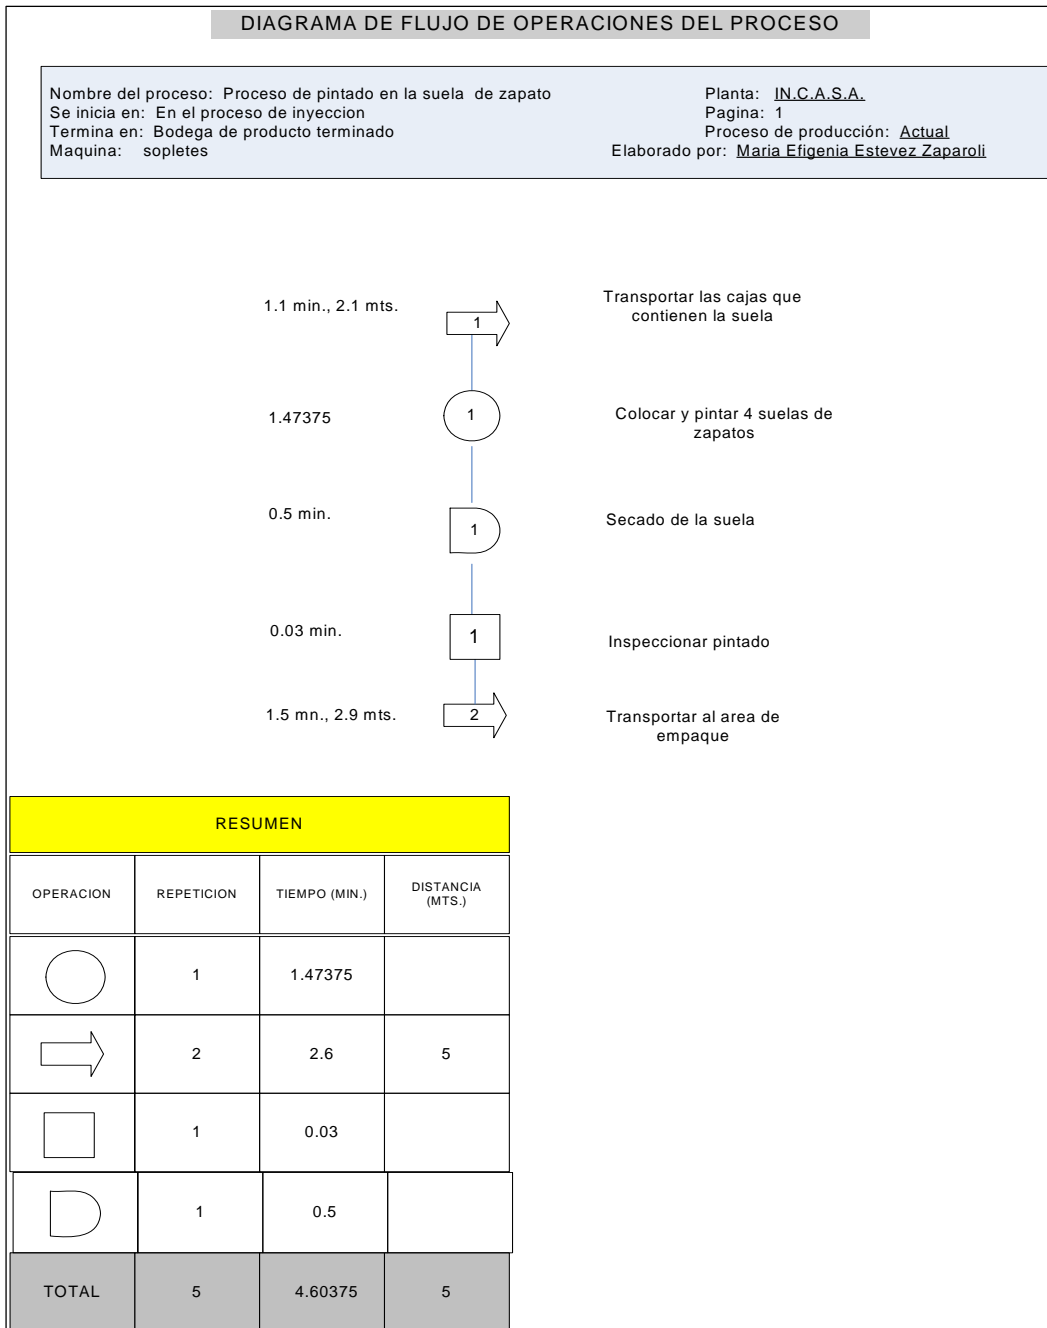 DIAGRAMA DE FLUJO DE OPERACIONES DEL PROCESO
Nombre del proceso: Proceso de pintado en la suela de zapato
Planta: IN.C.A.S.A.
Se inicia en: En el proceso de inyeccion
Pagina: 1
Termina en: Bodega de producto terminado
Proceso de producción: Actual
Maquina: sopletes
Elaborado por: Maria Efigenia Estevez Zaparoli
1.1 min., 2.1 mts.
1
Transportar las cajas que
contienen la suela
1.47375
1
Colocar y pintar 4 suelas de
zapatos
0.5 min.
1
Secado de la suela
0.03 min.
1
Inspeccionar pintado
1.5 mn., 2.9 mts.
2
Transportar al area de
empaque
RESUMEN
OPERACION REPETICION TIEMPO (MIN.) DISTANCIA
(MTS.)
1 1.47375
2 2.6 5
1 0.03
1 0.5
TOTAL 5 4.60375 5